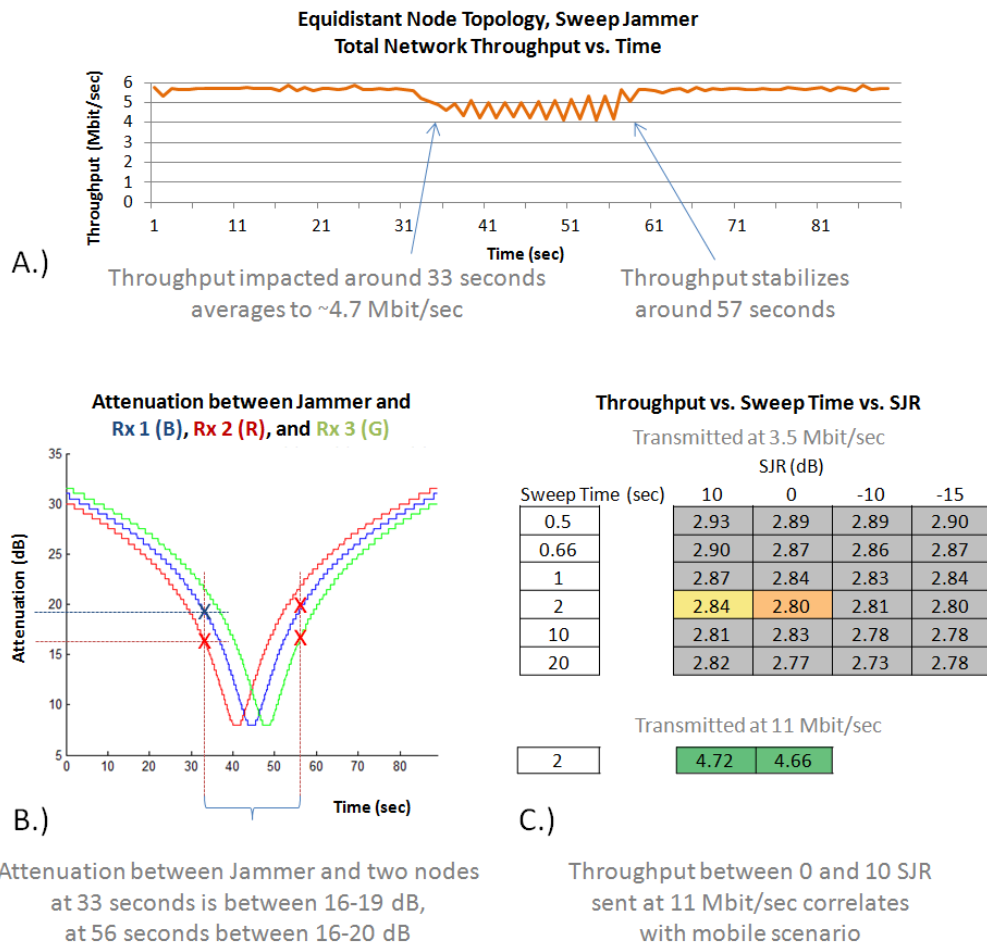 Equidistant Node Topology, Sweep Jammer
Total Network Throughput vs. Time
Throughput (Mbit/sec)
6
5
4
3
2
1
0
1 11 21 31 41 51 61 71 81
Time (sec)
A.)
Throughput impacted around 33 seconds
averages to ~4.7 Mbit/sec
Throughput stabilizes
around 57 seconds
Attenuation between Jammer and
Rx 1 (B), Rx 2 (R), and Rx 3 (G)
Attenuation (dB)
35
30
25
20
15
10
5
0 10 20 30 40 50 60 70 80
Time (sec)
B.)
Attenuation between Jammer and two nodes
at 33 seconds is between 16-19 dB,
at 56 seconds between 16-20 dB
Throughput vs. Sweep Time vs. SJR
Transmitted at 3.5 Mbit/sec
SJR (dB)
Sweep Time (sec) 10 0 -10 -15
0.5 2.93 2.89 2.89 2.90
0.66 2.90 2.87 2.86 2.87
1 2.87 2.84 2.83 2.84
2 2.84 2.80 2.81 2.80
10 2.81 2.83 2.78 2.78
20 2.82 2.77 2.73 2.78
Transmitted at 11 Mbit/sec
2 4.72 4.66
C.)
Throughput between 0 and 10 SJR
sent at 11 Mbit/sec correlates
with mobile scenario